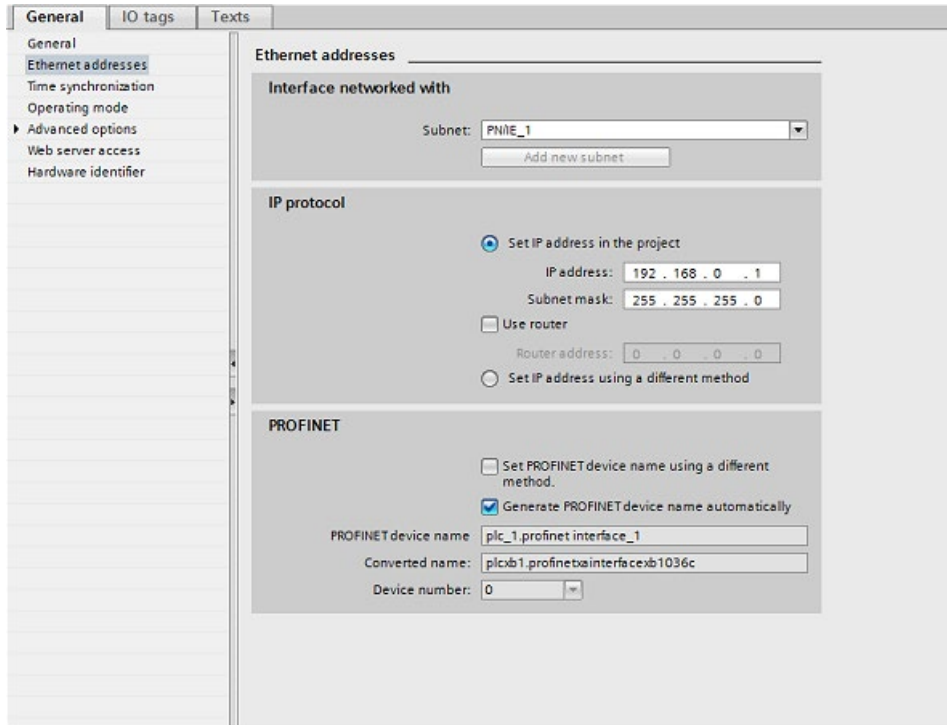 General
IO tags
Texts
General
Ethernet addresses
Time synchronization
Operating mode
Advanced options
Web server access
Hardware identifier
Ethernet addresses
Interface networked with
Subnet: PN/IE_1
Add new subnet
IP protocol
Set IP address in the project
IP address: 192 . 168 . 0 . 1
Subnet mask: 255 . 255 . 255 . 0
Use router
Router address: 0 . 0 . 0 . 0
Set IP address using a different method
PROFINET
Set PROFINET device name using a different
method.
Generate PROFINET device name automatically
PROFINET device name plc_1.profinet interface_1
Converted name: plcxb1.profinetxainterfacexb1036c
Device number: 0